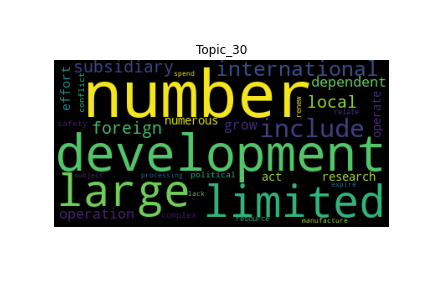 Topic_30
subsidiary
spend
international
effort
conflict
number
renew
dependent
local
relate
operate
safety
foreign
numerous
grow
include
development
subject
processing
political
act
research
expire
large
lack
limited
operation
complex
resource
manufacture